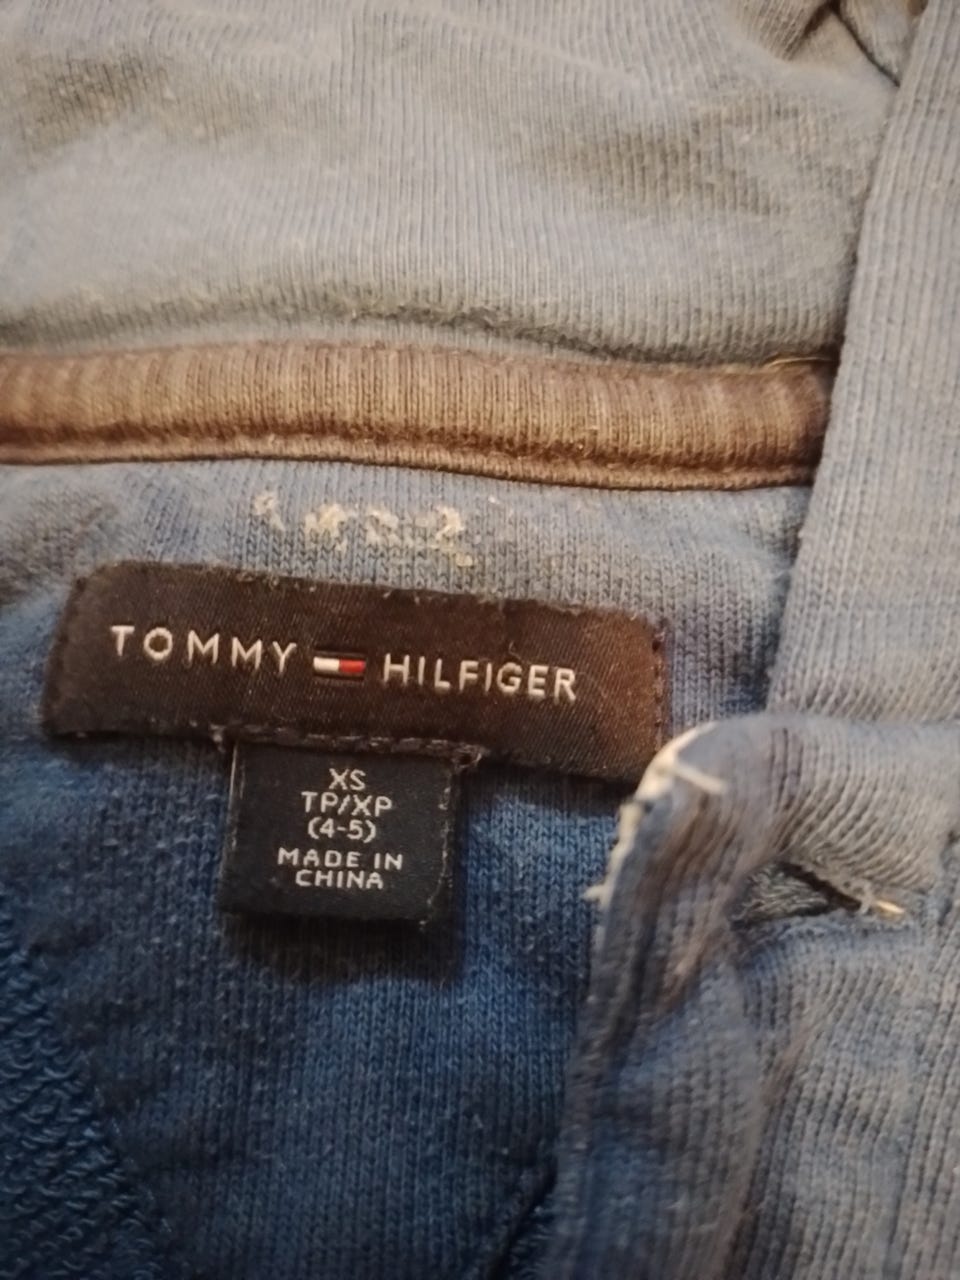 TOMMY HILFIGER
XS
TP/XP
(4-5)
MADE IN
CHINA